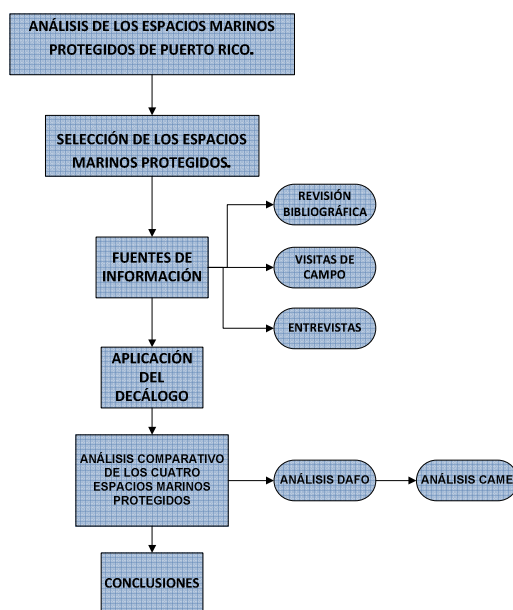 ANÁLISIS DE LOS ESPACIOS MARINOS
PROTEGIDOS DE PUERTO RICO.
SELECCIÓN DE LOS ESPACIOS
MARINOS PROTEGIDOS.
FUENTES DE
INFORMACIÓN
REVISIÓN
BIBLIOGRÁFICA
VISITAS DE
CAMPO
ENTREVISTAS
APLICACIÓN
DEL
DECÁLOGO
ANÁLISIS COMPARATIVO
DE LOS CUATRO
ESPACIOS MARINOS
PROTEGIDOS
ANÁLISIS DAFO
ANÁLISIS CAME
CONCLUSIONES